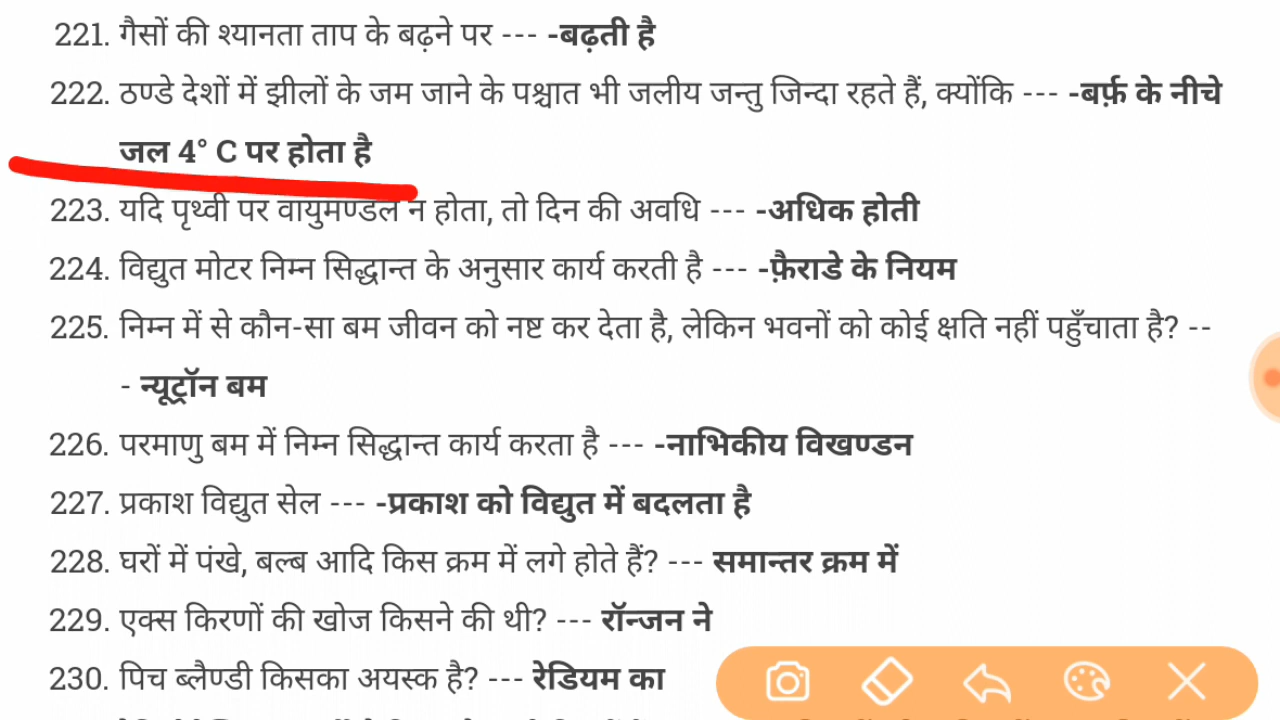 221. गैसों की श्यानता ताप के बढ़ने पर --- -बढ़ती है
222. ठण्डे देशों में झीलों के जम जाने के पश्चात भी जलीय जन्तु जिन्दा रहते हैं, क्योंकि --- -बर्फ़ के नीचे
जल 4° C पर होता है
223. यदि पृथ्वी पर वायुमण्डल न होता, तो दिन की अवधि --- -अधिक होती
224. विद्युत मोटर निम्न सिद्धान्त के अनुसार कार्य करती है --- -फ़ैराडे के नियम
225. निम्न में से कौन-सा बम जीवन को नष्ट कर देता है, लेकिन भवनों को कोई क्षति नहीं पहुँचाता है? --
- न्यूट्रॉन बम
226. परमाणु बम में निम्न सिद्धान्त कार्य करता है --- -नाभिकीय विखण्डन
227. प्रकाश विद्युत सेल --- -प्रकाश को विद्युत में बदलता है
228. घरों में पंखे, बल्ब आदि किस क्रम में लगे होते हैं? --- समान्तर क्रम में
229. एक्स किरणों की खोज किसने की थी? --- रॉन्जन ने
230. पिच ब्लैण्डी किसका अयस्क है? --- रेडियम का